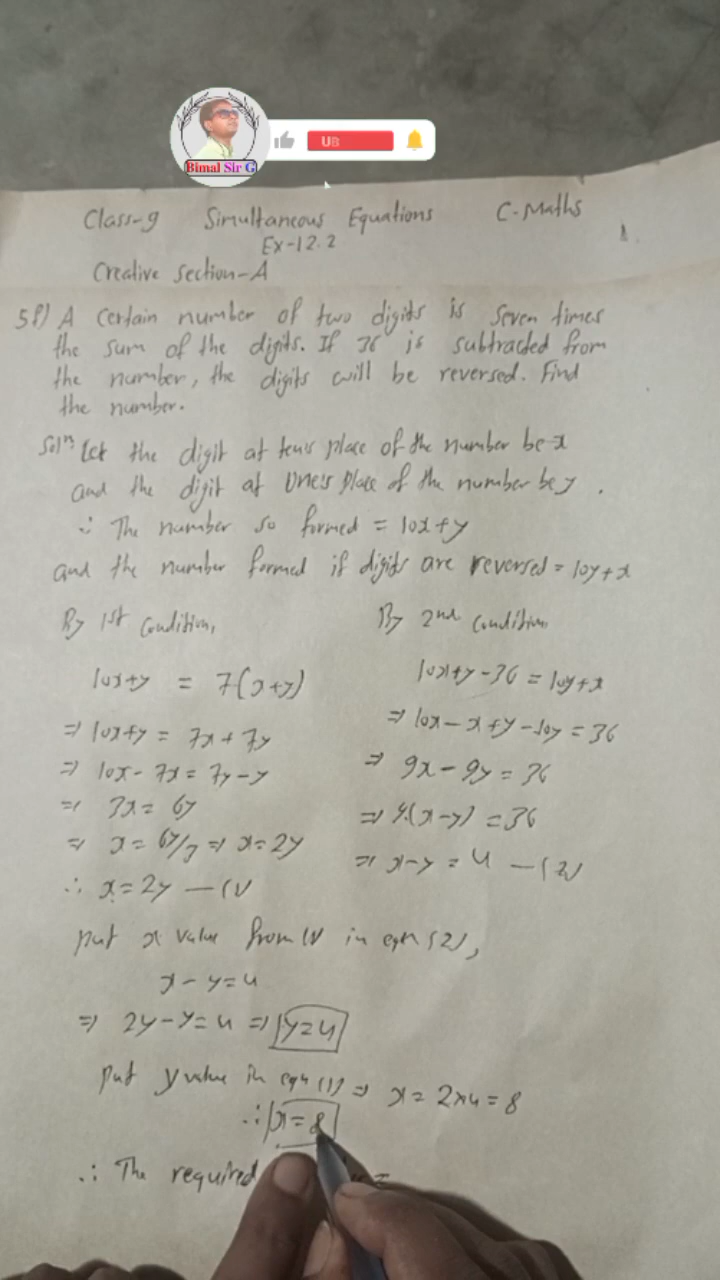 Bimal Sir G
UB
Class-9 Simultaneous Equations C-Maths
Ex-12.2
Creative section-A
5f) A Certain number of two digits is seven times
the sum of the digits. If 36 is subtracted from
the number, the digits will be reversed. Find
the number.
Solⁿ Let the digit at ten's place of the number be x
and the digit at one's place of the number be y.
∴ The number so formed = 10x+y
and the number formed if digits are reversed = 10y+x
By 1st Condition, By 2nd Condition
10x+y = 7(x+y) 10x+y-36 = 10y+x
⇒ 10x+y = 7x+7y ⇒ 10x-x+y-10y = 36
⇒ 10x-7x = 7y-y ⇒ 9x-9y = 36
⇒ 3x = 6y ⇒ 9(x-y) = 36
⇒ x = 6y/3 ⇒ x=2y ⇒ x-y = 4 — (2)
∴ x=2y — (1)
put x value from (1) in eqn (2),
x-y=4
⇒ 2y-y=4 ⇒ y=4
put y value in eqn (1) ⇒ x = 2×4 = 8
∴ x=8
∴ The required =